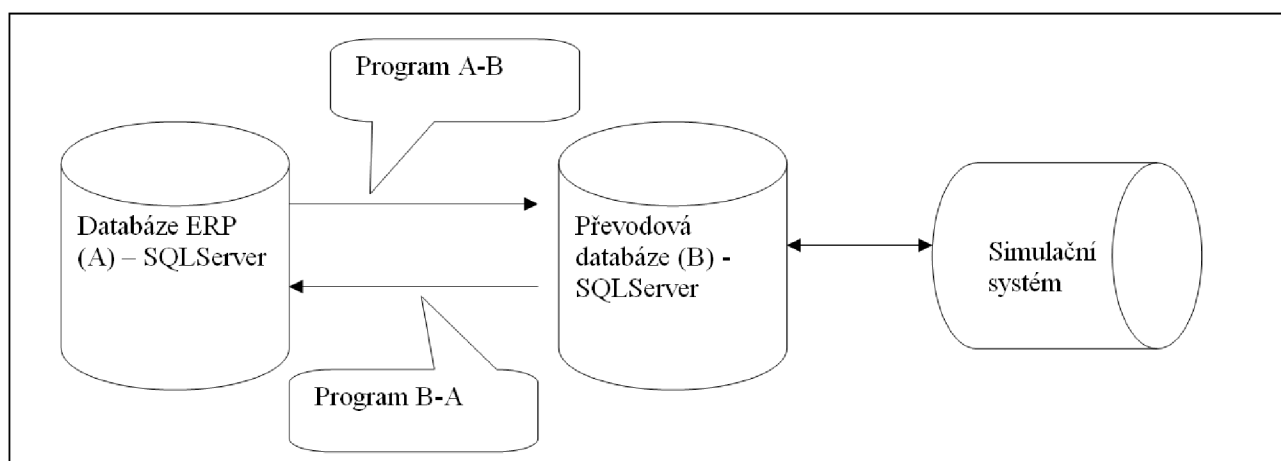 Program A-B
Databáze ERP
(A) – SQLServer
Převodová
databáze (B) -
SQLServer
Simulační
systém
Program B-A